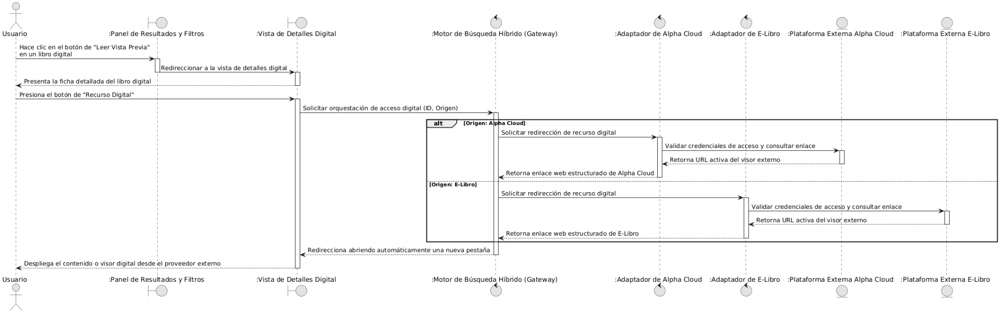 Usuario
:Panel de Resultados y Filtros
:Vista de Detalles Digital
:Motor de Búsqueda Híbrido (Gateway)
:Adaptador de Alpha Cloud
:Adaptador de E-Libro
:Plataforma Externa Alpha Cloud
:Plataforma Externa E-Libro
Hace clic en el botón de "Leer Vista Previa"
en un libro digital
Redireccionar a la vista de detalles digital
Presenta la ficha detallada del libro digital
Presiona el botón de "Recurso Digital"
Solicitar orquestación de acceso digital (ID, Origen)
alt
[Origen: Alpha Cloud]
Solicitar redirección de recurso digital
Validar credenciales de acceso y consultar enlace
Retorna URL activa del visor externo
Retorna enlace web estructurado de Alpha Cloud
[Origen: E-Libro]
Solicitar redirección de recurso digital
Validar credenciales de acceso y consultar enlace
Retorna URL activa del visor externo
Retorna enlace web estructurado de E-Libro
Redirecciona abriendo automáticamente una nueva pestaña
Despliega el contenido o visor digital desde el proveedor externo
Usuario
:Panel de Resultados y Filtros
:Vista de Detalles Digital
:Motor de Búsqueda Híbrido (Gateway)
:Adaptador de Alpha Cloud
:Adaptador de E-Libro
:Plataforma Externa Alpha Cloud
:Plataforma Externa E-Libro